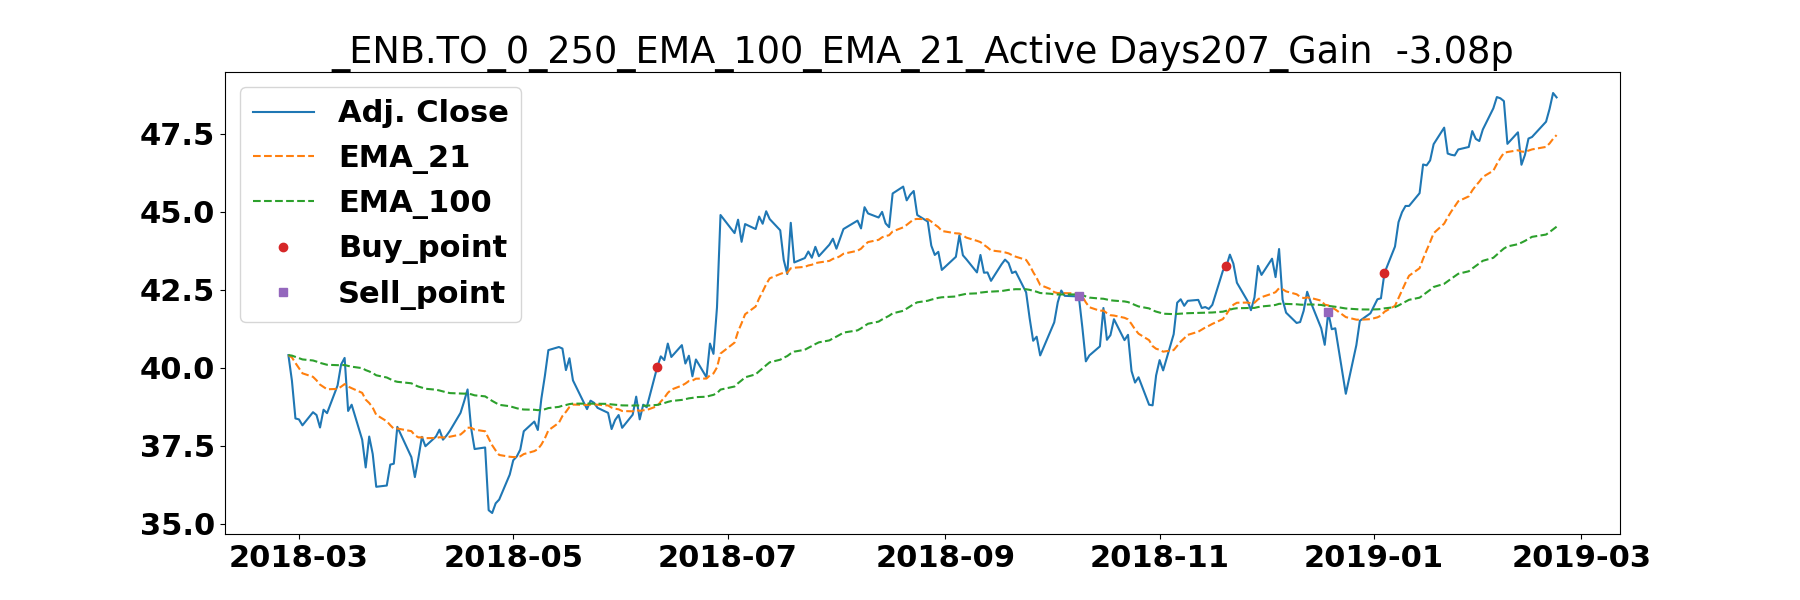 _ENB.TO_0_250_EMA_100_EMA_21_Active Days207_Gain  -3.08p
Adj. Close
EMA_21
EMA_100
Buy_point
Sell_point
47.5
45.0
42.5
40.0
37.5
35.0
2018-03 2018-05 2018-07 2018-09 2018-11 2019-01 2019-03